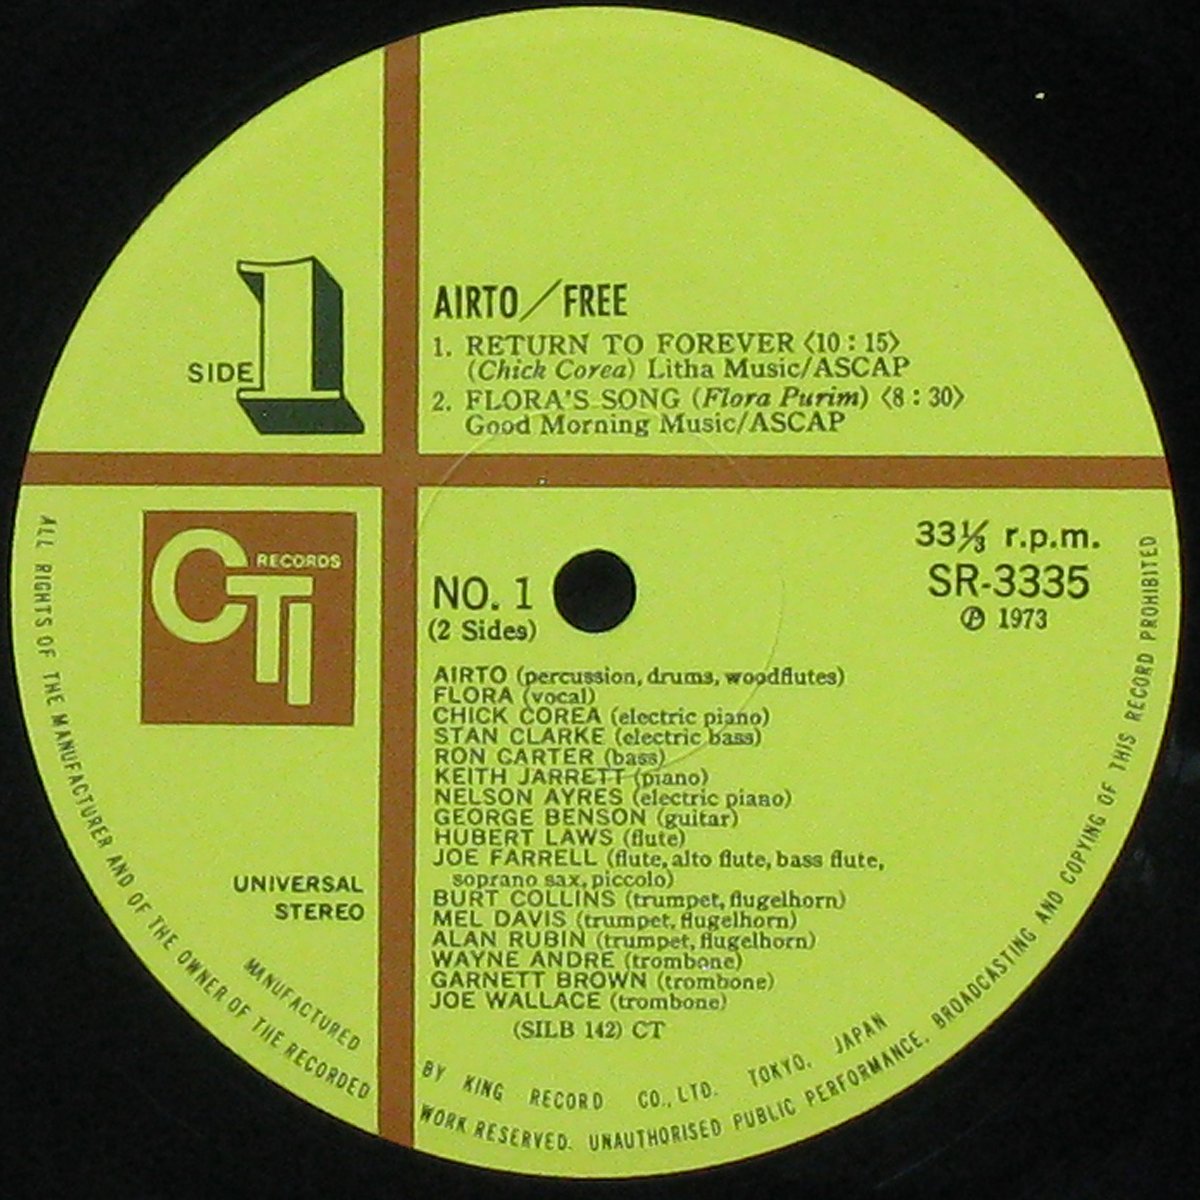 AIRTO/FREE
1. RETURN TO FOREVER 〈10 : 15〉
(Chick Corea) Litha Music/ASCAP
2. FLORA'S SONG (Flora Purim) 〈8 : 30〉
Good Morning Music/ASCAP
SIDE 1
CTI RECORDS
33⅓ r.p.m.
SR-3335
Ⓟ 1973
NO. 1
(2 Sides)
AIRTO (percussion, drums, woodflutes)
FLORA (vocal)
CHICK COREA (electric piano)
STAN CLARKE (electric bass)
RON CARTER (bass)
KEITH JARRETT (piano)
NELSON AYRES (electric piano)
GEORGE BENSON (guitar)
HUBERT LAWS (flute)
JOE FARRELL (flute, alto flute, bass flute,
soprano sax, piccolo)
BURT COLLINS (trumpet, flugelhorn)
MEL DAVIS (trumpet, flugelhorn)
ALAN RUBIN (trumpet, flugelhorn)
WAYNE ANDRE (trombone)
GARNETT BROWN (trombone)
JOE WALLACE (trombone)
(SILB 142) CT
UNIVERSAL
STEREO
MANUFACTURED BY KING RECORD CO., LTD. TOKYO, JAPAN
ALL RIGHTS OF THE MANUFACTURER AND OF THE OWNER OF THE RECORDED WORK RESERVED. UNAUTHORISED PUBLIC PERFORMANCE, BROADCASTING AND COPYING OF THIS RECORD PROHIBITED